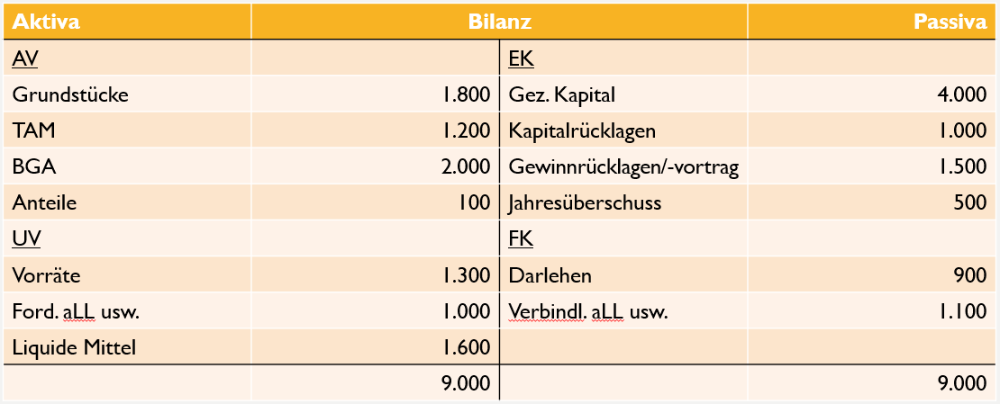 Aktiva Bilanz Passiva
AV EK
Grundstücke 1.800 Gez. Kapital 4.000
TAM 1.200 Kapitalrücklagen 1.000
BGA 2.000 Gewinnrücklagen/-vortrag 1.500
Anteile 100 Jahresüberschuss 500
UV FK
Vorräte 1.300 Darlehen 900
Ford. aLL usw. 1.000 Verbindl. aLL usw. 1.100
Liquide Mittel 1.600
9.000 9.000